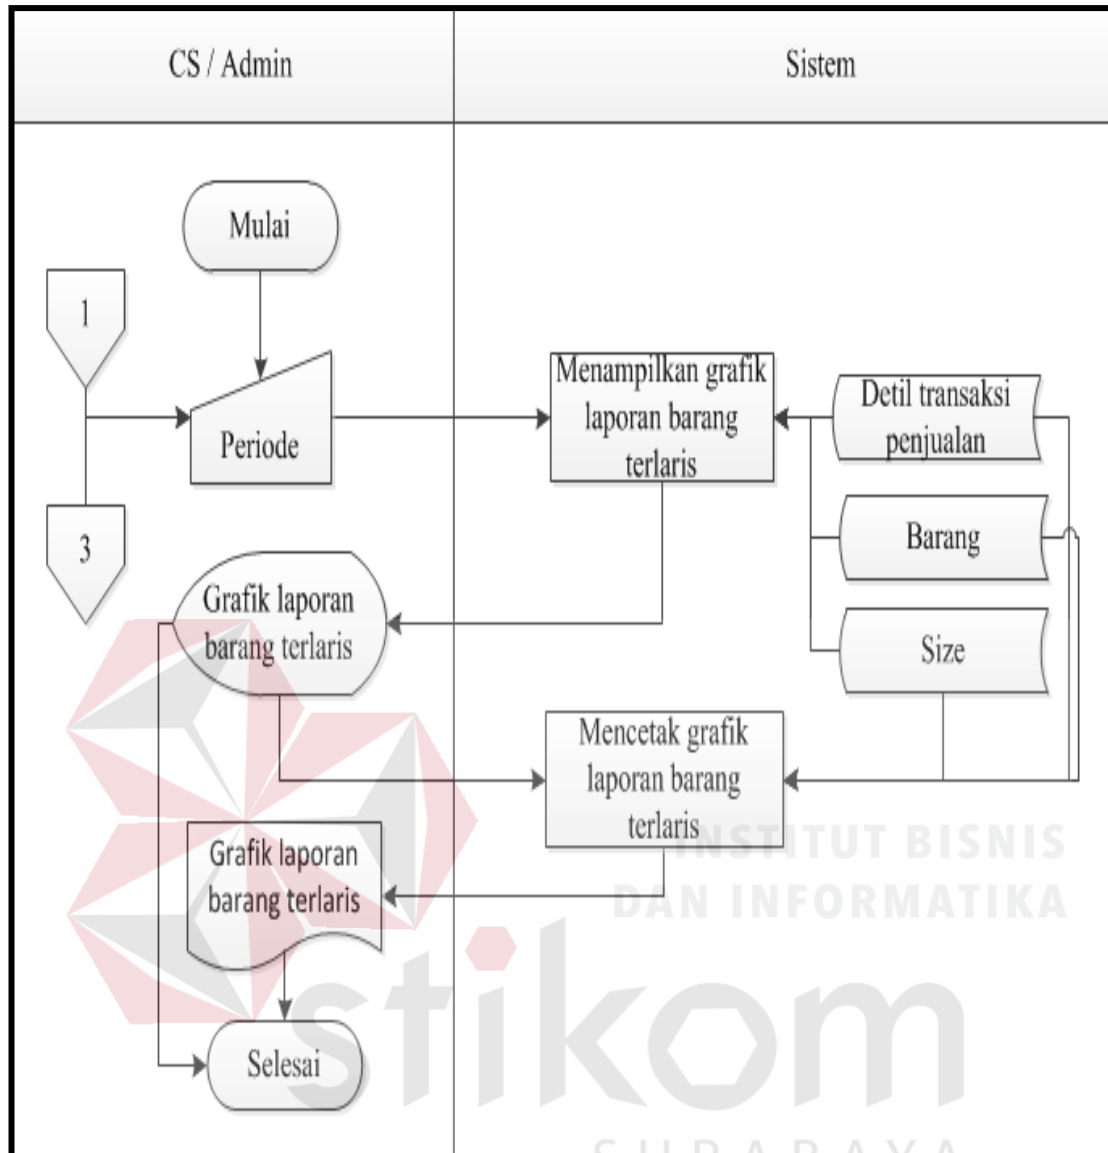 CS / Admin
Sistem
Mulai
1
Periode
3
Menampilkan grafik
laporan barang
terlaris
Detil transaksi
penjualan
Barang
Size
Grafik laporan
barang terlaris
Mencetak grafik
laporan barang
terlaris
Grafik laporan
barang terlaris
Selesai
INSTITUT BISNIS
DAN INFORMATIKA
stikom
SURABAYA